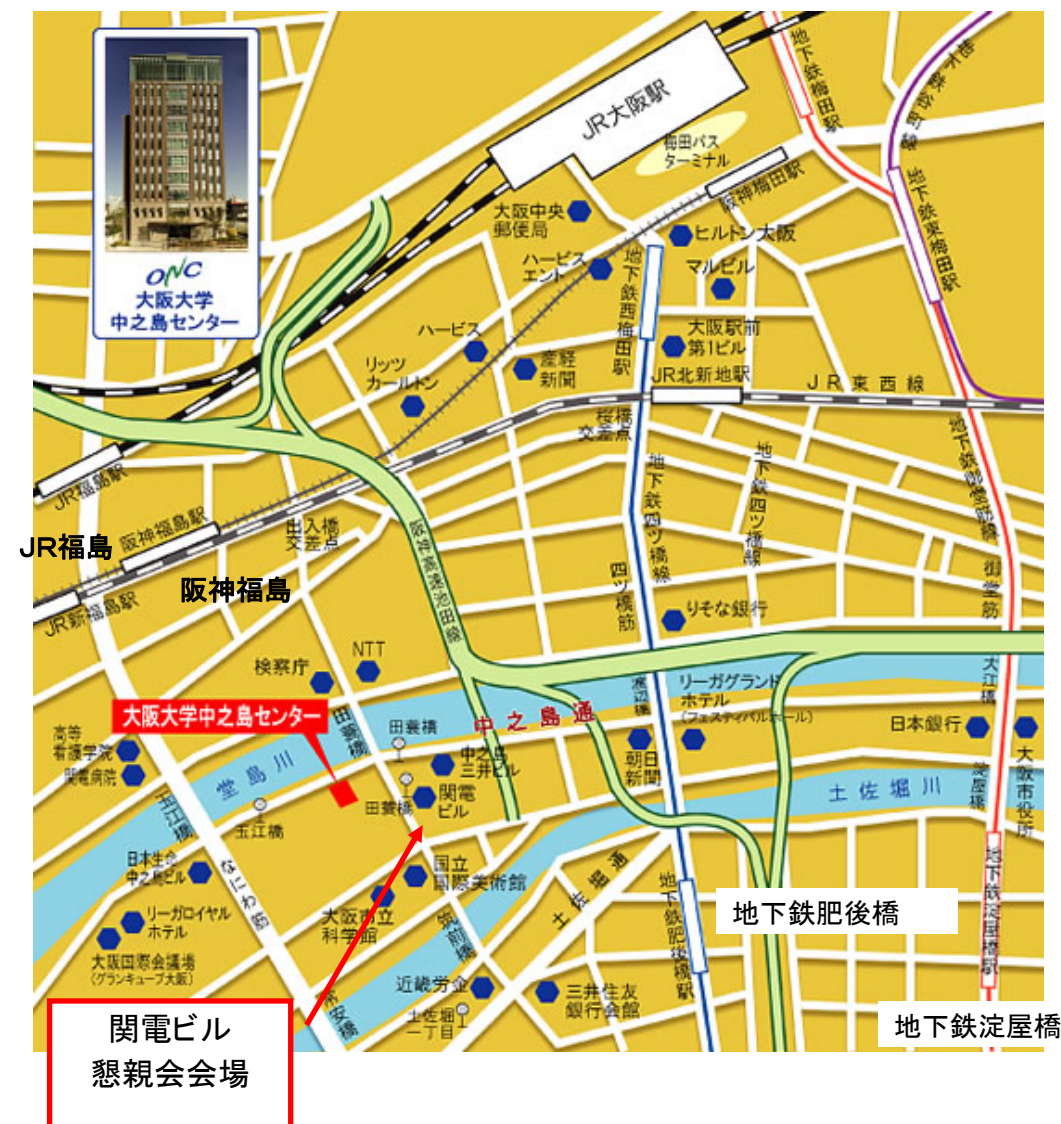 ONC
大阪大学
中之島センター
JR大阪駅
梅田バス
ターミナル
地下鉄梅田駅
阪神梅田駅
地下鉄東梅田駅
大阪中央
郵便局
ヒルトン大阪
ハービス
エント
マルビル
地下鉄西梅田駅
大阪駅前
第1ビル
ハービス
産経
新聞
リッツ
カールトン
JR北新地駅
JR東西線
桜橋
交差点
JR福島駅
阪神福島駅
JR福島
出入橋
交差点
阪神福島
JR新福島駅
阪神高速池田線
地下鉄四ツ橋線
地下鉄四ツ橋線
四ツ橋筋
御堂筋
りそな銀行
NTT
検察庁
大阪大学中之島センター
田蓑橋
田蓑橋
中之島通
渡辺橋
リーガグランド
ホテル
(フェスティバルホール)
大江橋
日本銀行
大阪市役所
高等
看護学院
関電病院
堂島川
中之島
三井ビル
朝日
新聞
関電
ビル
田蓑橋
土佐堀川
淀屋橋
玉江橋
玉江橋
日本生命
中之島ビル
なにわ筋
国立
国際美術館
大阪市立
科学館
土佐堀通
地下鉄肥後橋駅
地下鉄肥後橋
地下鉄淀屋橋駅
リーガロイヤル
ホテル
大阪国際会議場
(グランキューブ大阪)
筑前橋
常安橋
近畿労金
土佐堀
一丁目
三井住友
銀行会館
地下鉄淀屋橋
関電ビル
懇親会会場